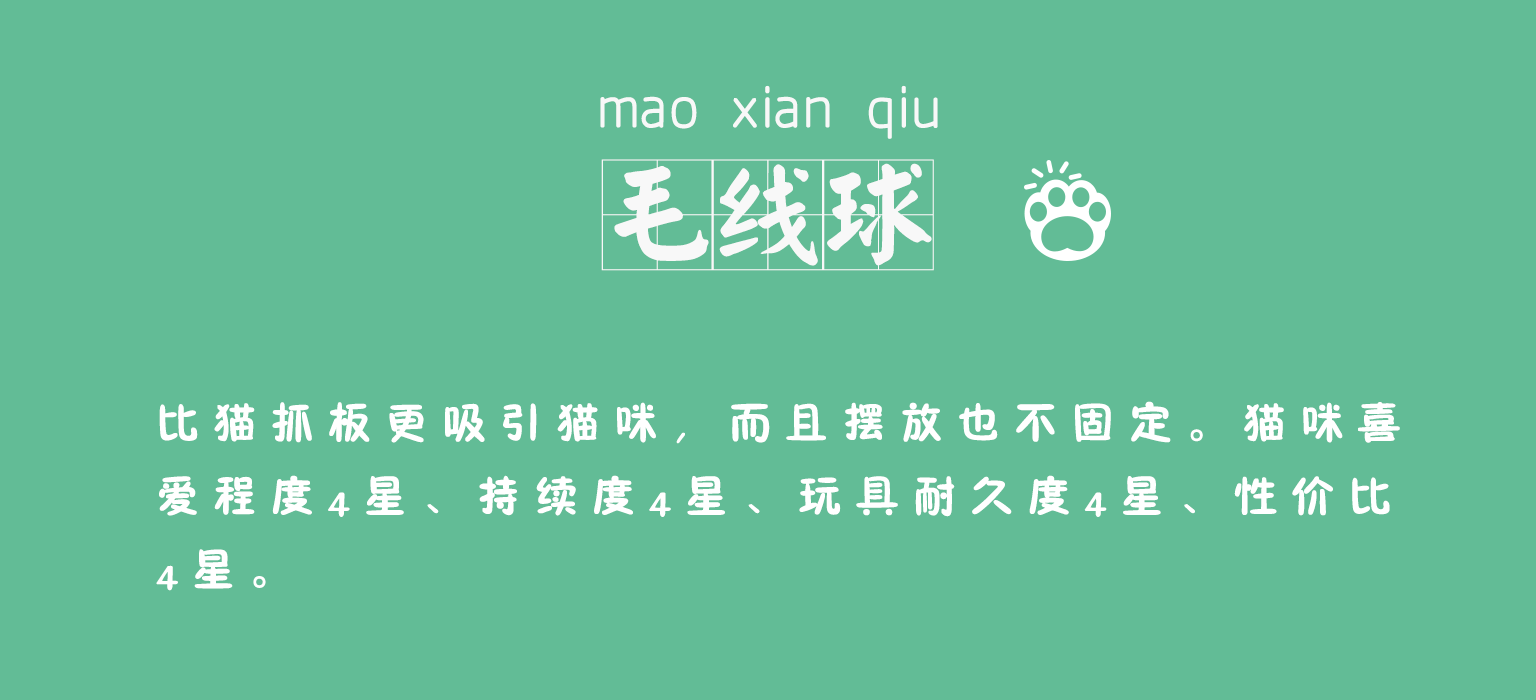 mao xian qiu
毛线球
比猫抓板更吸引猫咪，而且摆放也不固定。猫咪喜
爱程度4星、持续度4星、玩具耐久度4星、性价比
4星。